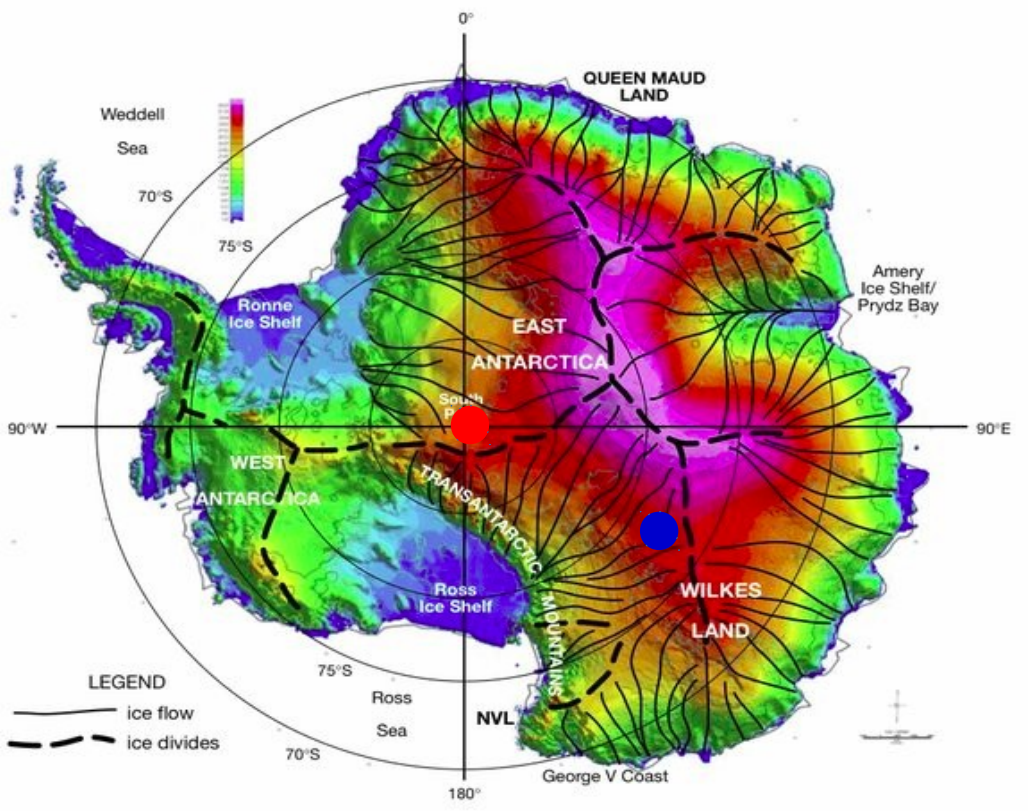 0°
QUEEN MAUD
LAND
Weddell
Sea
70°S
75°S
Amery
Ice Shelf/
Prydz Bay
Ronne
Ice Shelf
EAST
ANTARCTICA
South
90°W
90°E
WEST
ANTARCTICA
TRANSANTARCTIC
MOUNTAINS
Ross
Ice Shelf
WILKES
LAND
75°S
LEGEND
ice flow
ice divides
Ross
Sea
NVL
70°S
George V Coast
180°